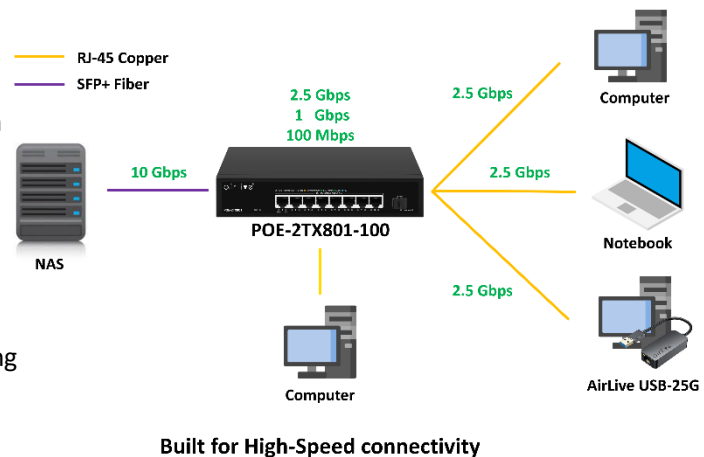 RJ-45 Copper
SFP+ Fiber
2.5 Gbps
1 Gbps
100 Mbps
2.5 Gbps
Computer
10 Gbps
2.5 Gbps
POE-2TX801-100
NAS
Notebook
2.5 Gbps
ng
Computer
AirLive USB-25G
Built for High-Speed connectivity